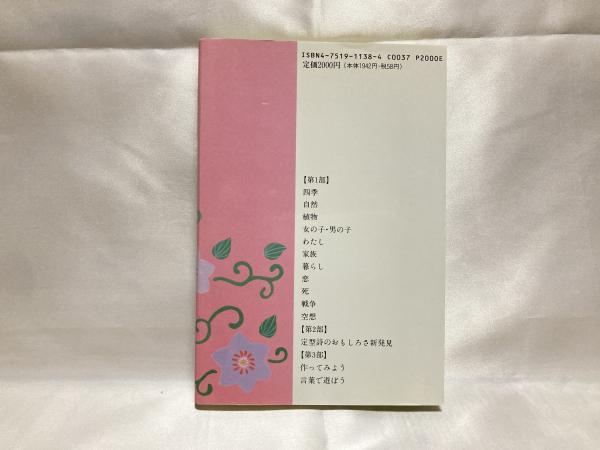 ISBN4-7519-1138-4 C0037 P2000E
定価2000円(本体1942円・税58円)
【第1部】
四季
自然
植物
女の子・男の子
わたし
家族
暮らし
恋
死
戦争
空想
【第2部】
定型詩のおもしろさ新発見
【第3部】
作ってみよう
言葉で遊ぼう